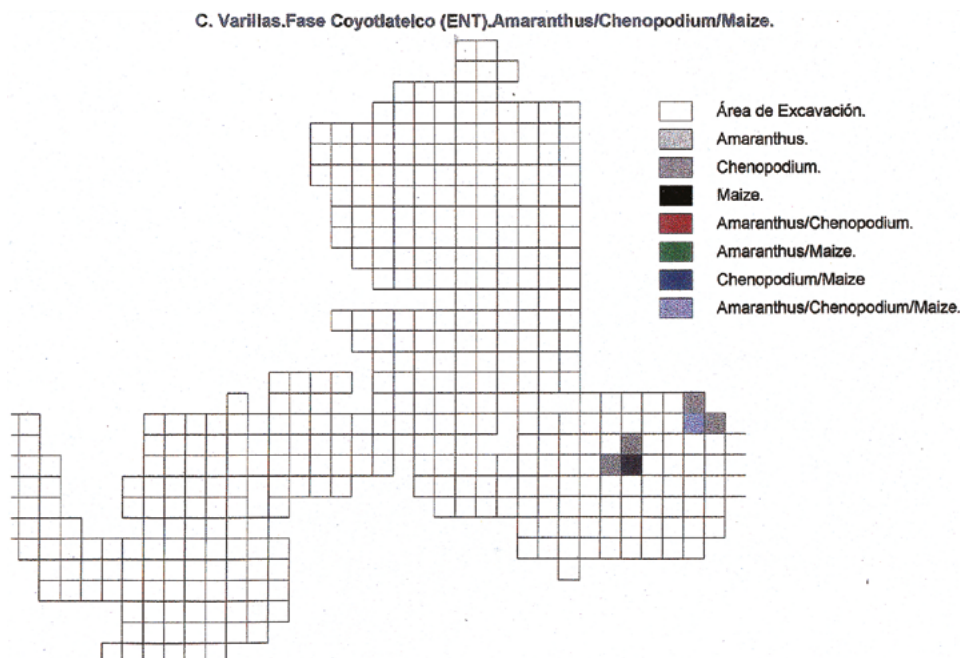 C. Varillas.Fase Coyotlatelco (ENT).Amaranthus/Chenopodium/Maize.
Área de Excavación.
Amaranthus.
Chenopodium.
Maize.
Amaranthus/Chenopodium.
Amaranthus/Maize.
Chenopodium/Maize
Amaranthus/Chenopodium/Maize.